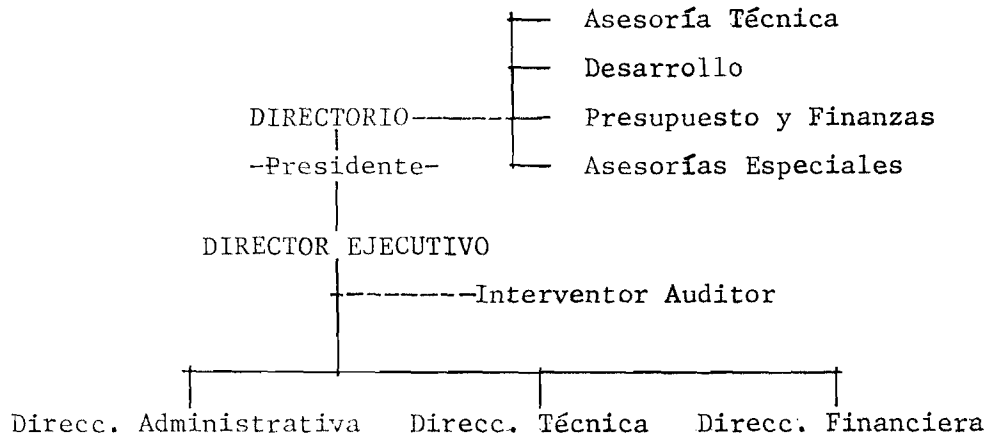 Asesoría Técnica
Desarrollo
DIRECTORIO
Presupuesto y Finanzas
-Presidente-
Asesorías Especiales
DIRECTOR EJECUTIVO
Interventor Auditor
Direcc. Administrativa Direcc. Técnica Direcc. Financiera